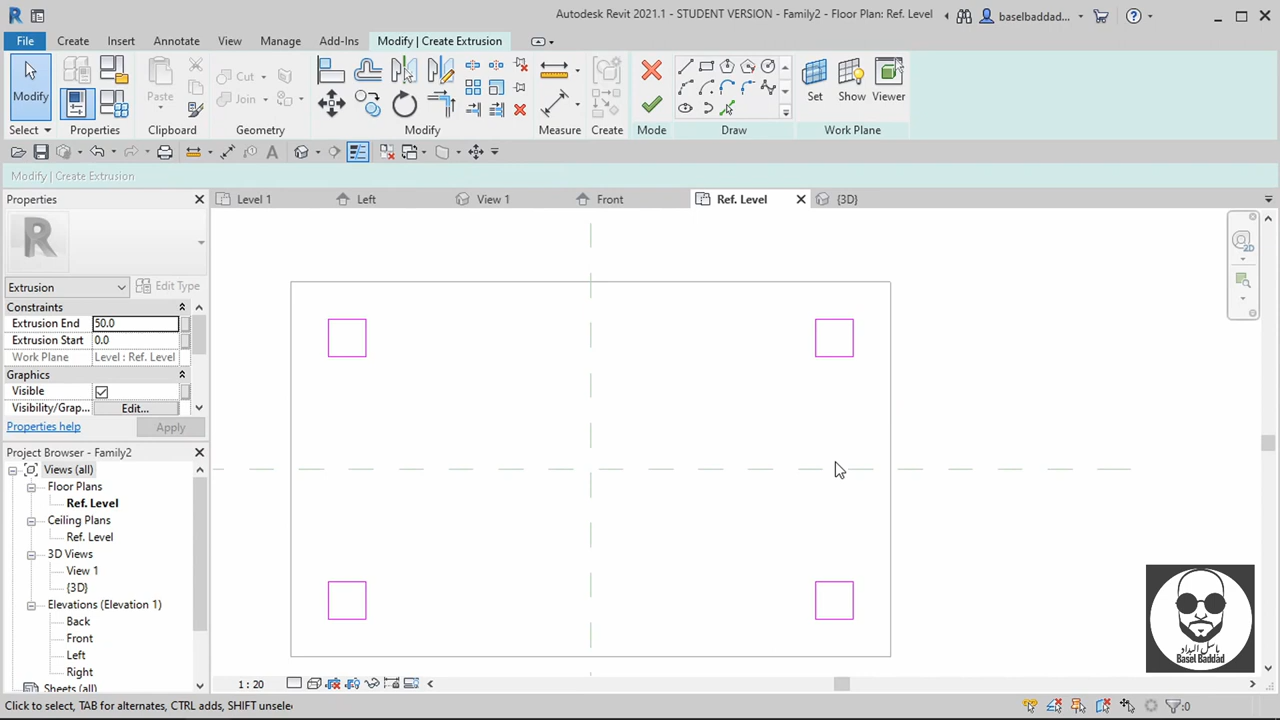 Autodesk Revit 2021.1 - STUDENT VERSION - Family2 - Floor Plan: Ref. Level
baselbaddad...
File Create Insert Annotate View Manage Add-Ins Modify | Create Extrusion
Modify
Paste
Cut
Join
Set Show Viewer
Select Properties Clipboard Geometry Modify Measure Create Mode Draw Work Plane
Modify | Create Extrusion
Properties
Level 1 Left View 1 Front Ref. Level {3D}
2D
R
Extrusion Edit Type
Constraints
Extrusion End 50.0
Extrusion Start 0.0
Work Plane Level : Ref. Level
Graphics
Visible
Visibility/Grap... Edit...
Properties help Apply
Project Browser - Family2
Views (all)
Floor Plans
Ref. Level
Ceiling Plans
Ref. Level
3D Views
View 1
{3D}
Elevations (Elevation 1)
Back
Front
Left
Right
Sheets (all)
باسل البداد
Basel Baddad
1 : 20
Click to select, TAB for alternates, CTRL adds, SHIFT unselec
:0